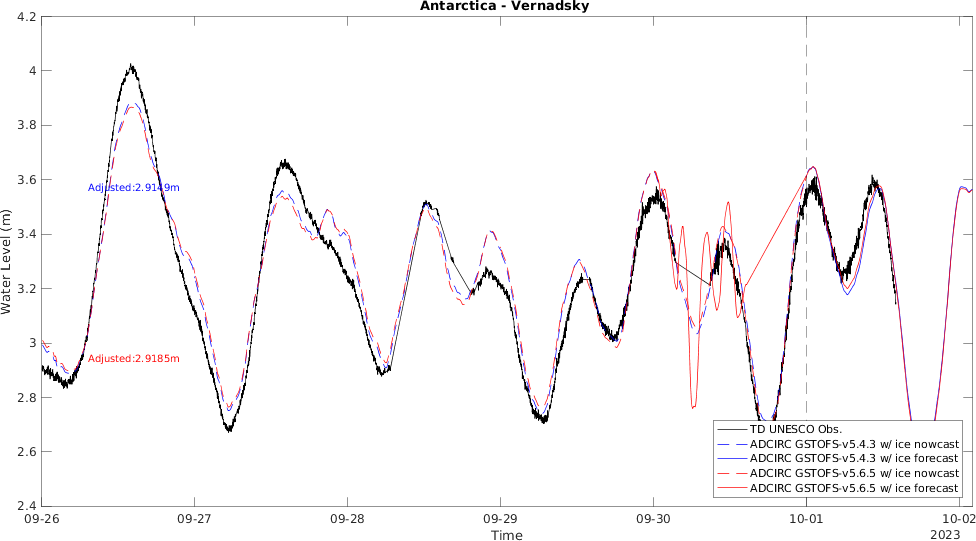 Antarctica - Vernadsky
4.2
4
3.8
3.6
3.4
3.2
3
2.8
2.6
2.4
Water Level (m)
Adjusted:2.9149m
Adjusted:2.9185m
TD UNESCO Obs.
ADCIRC GSTOFS-v5.4.3 w/ ice nowcast
ADCIRC GSTOFS-v5.4.3 w/ ice forecast
ADCIRC GSTOFS-v5.6.5 w/ ice nowcast
ADCIRC GSTOFS-v5.6.5 w/ ice forecast
09-26 09-27 09-28 09-29 09-30 10-01 10-02
Time
2023